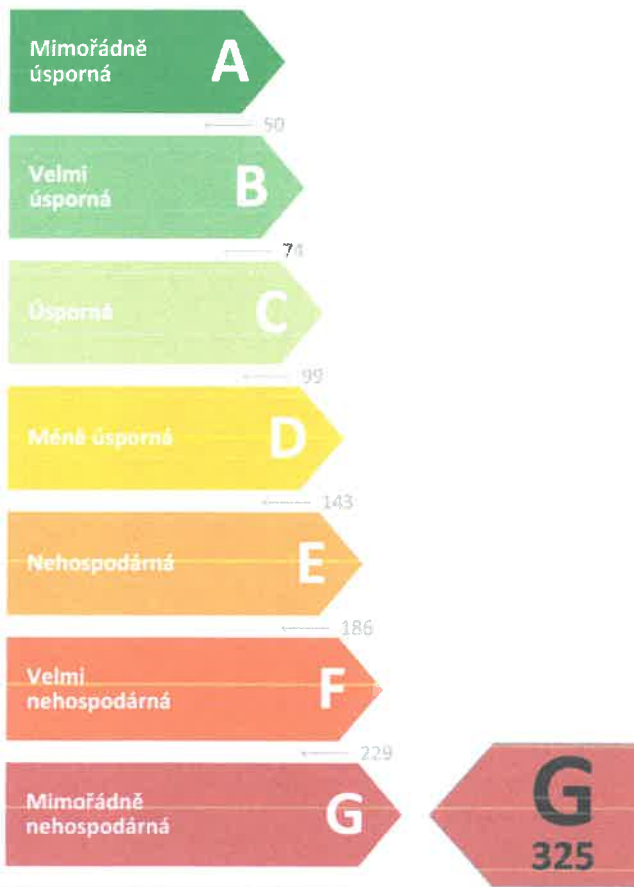 Mimořádně
úsporná
A
50
Velmi
úsporná
B
74
Úsporná
C
99
Méně úsporná
D
143
Nehospodárná
E
186
Velmi
nehospodárná
F
229
Mimořádně
nehospodárná
G
G
325